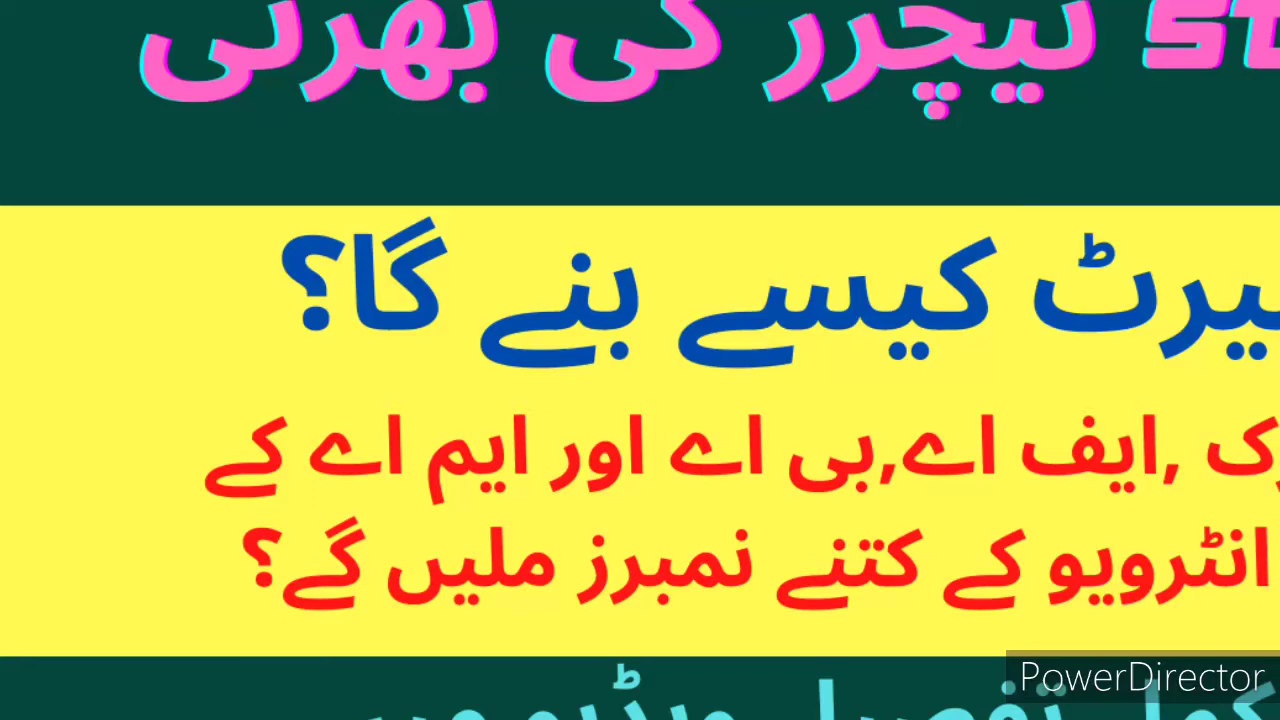 ٹیچرر کی بھرتی
کیسے بنے گا؟
,ایف اے,بی اے اور ایم اے کے
انٹرویو کے کتنے نمبرز ملیں گے؟
PowerDirector